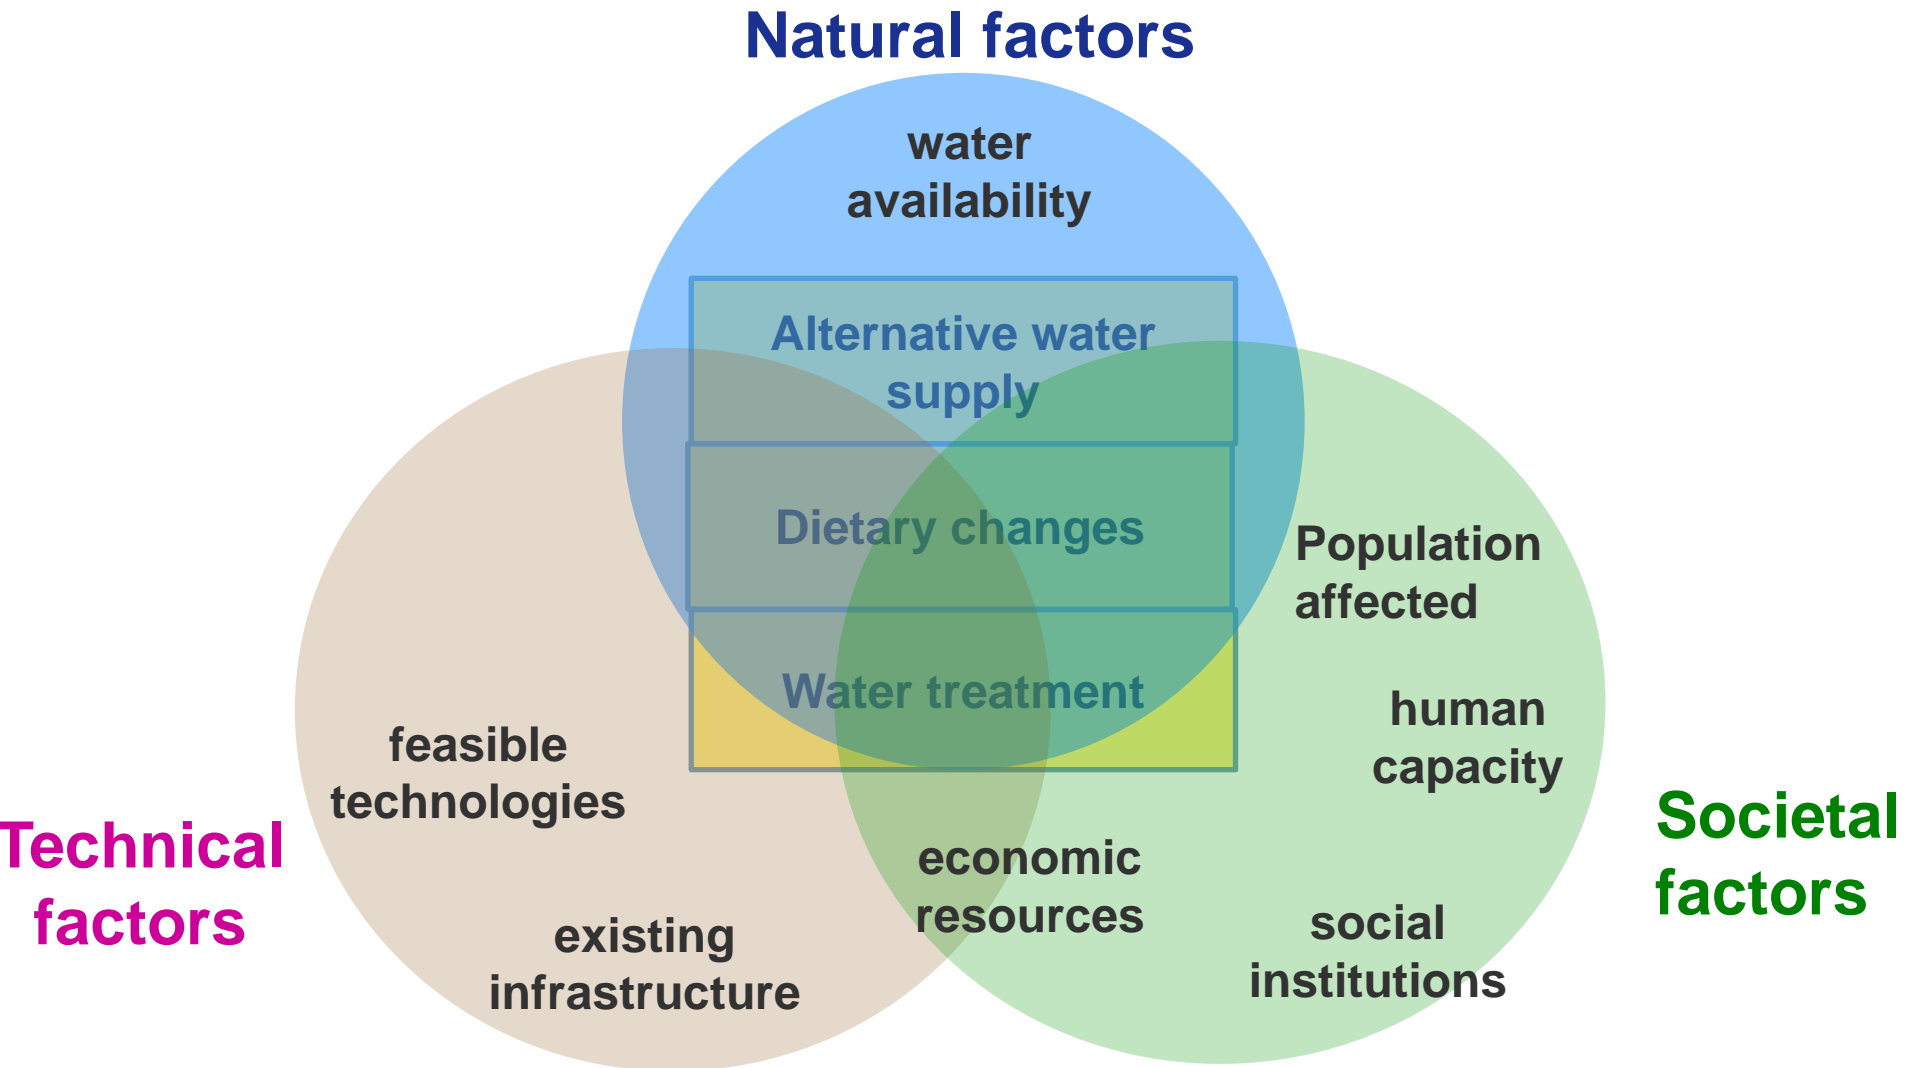 Natural factors
water
availability
Alternative water
supply
Dietary changes
Water treatment
Population
affected
human
capacity
feasible
technologies
Technical
factors
Societal
factors
economic
resources
existing
infrastructure
social
institutions